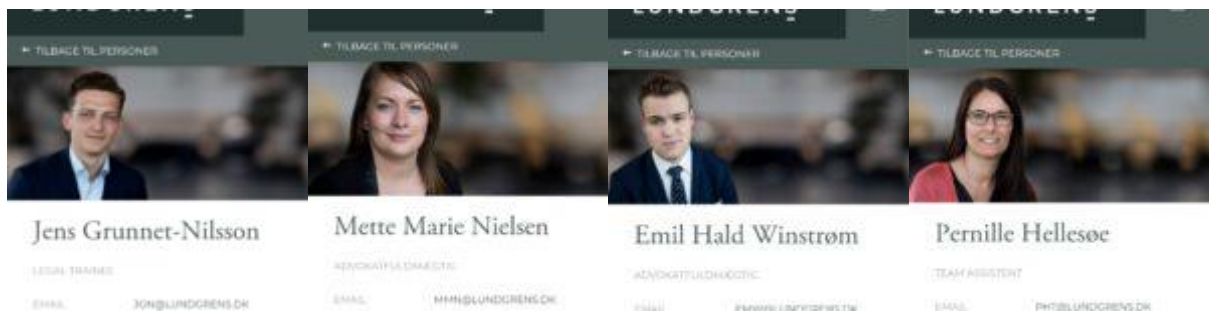 LUNDGRENS
LUNDGRENS
← TILBAGE TIL PERSONER
← TILBAGE TIL PERSONER
← TILBAGE TIL PERSONER
← TILBAGE TIL PERSONER
Jens Grunnet-Nilsson
Mette Marie Nielsen
Emil Hald Winstrøm
Pernille Hellesøe
LEGAL TRAINEE
ADVOKATFULDMÆGTIG
ADVOKATFULDMÆGTIG
TEAM ASSISTENT
EMAIL JGN@LUNDGRENS.DK
EMAIL MMN@LUNDGRENS.DK
EMAIL
EMAIL PHT@LUNDGRENS.DK